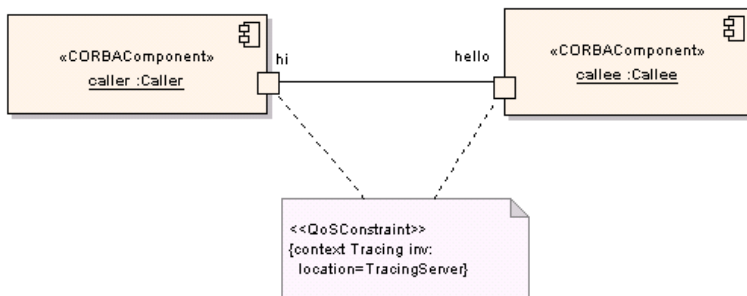 «CORBAComponent»
caller :Caller
hi
hello
«CORBAComponent»
callee :Callee
<<QoSConstraint>>
{context Tracing inv:
location=TracingServer}